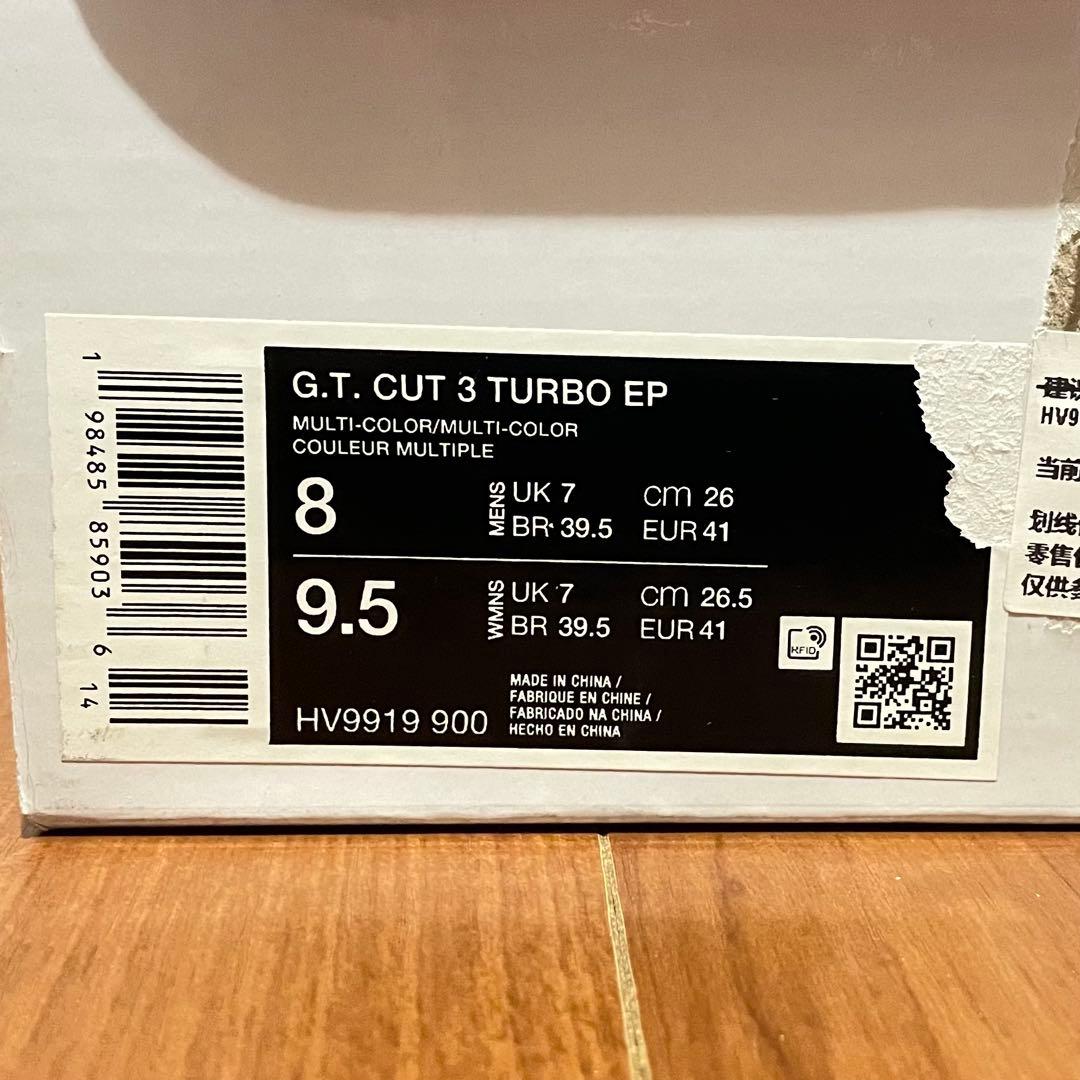 1 98485 85903 6 14
G.T. CUT 3 TURBO EP
MULTI-COLOR/MULTI-COLOR
COULEUR MULTIPLE
8
MENS
UK 7
cm 26
BR 39.5
EUR 41
9.5
WMNS
UK 7
cm 26.5
BR 39.5
EUR 41
RFID
MADE IN CHINA /
FABRIQUE EN CHINE /
FABRICADO NA CHINA /
HECHO EN CHINA
HV9919 900
HV9
当前
划线
零售
仅供